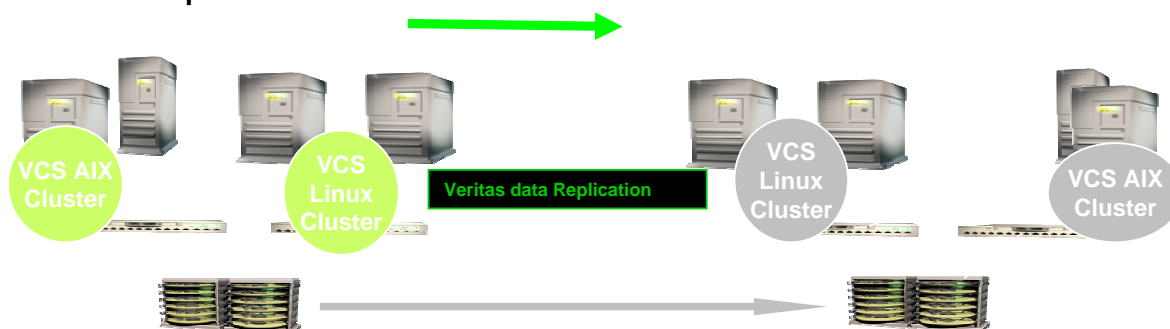 VCS AIX
Cluster
VCS
Linux
Cluster
Veritas data Replication
VCS
Linux
Cluster
VCS AIX
Cluster